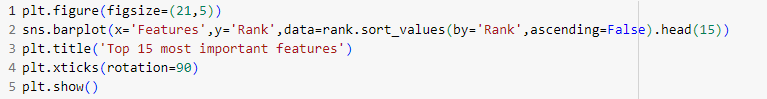 1 plt.figure(figsize=(21,5))
2 sns.barplot(x='Features',y='Rank',data=rank.sort_values(by='Rank',ascending=False).head(15))
3 plt.title('Top 15 most important features')
4 plt.xticks(rotation=90)
5 plt.show()